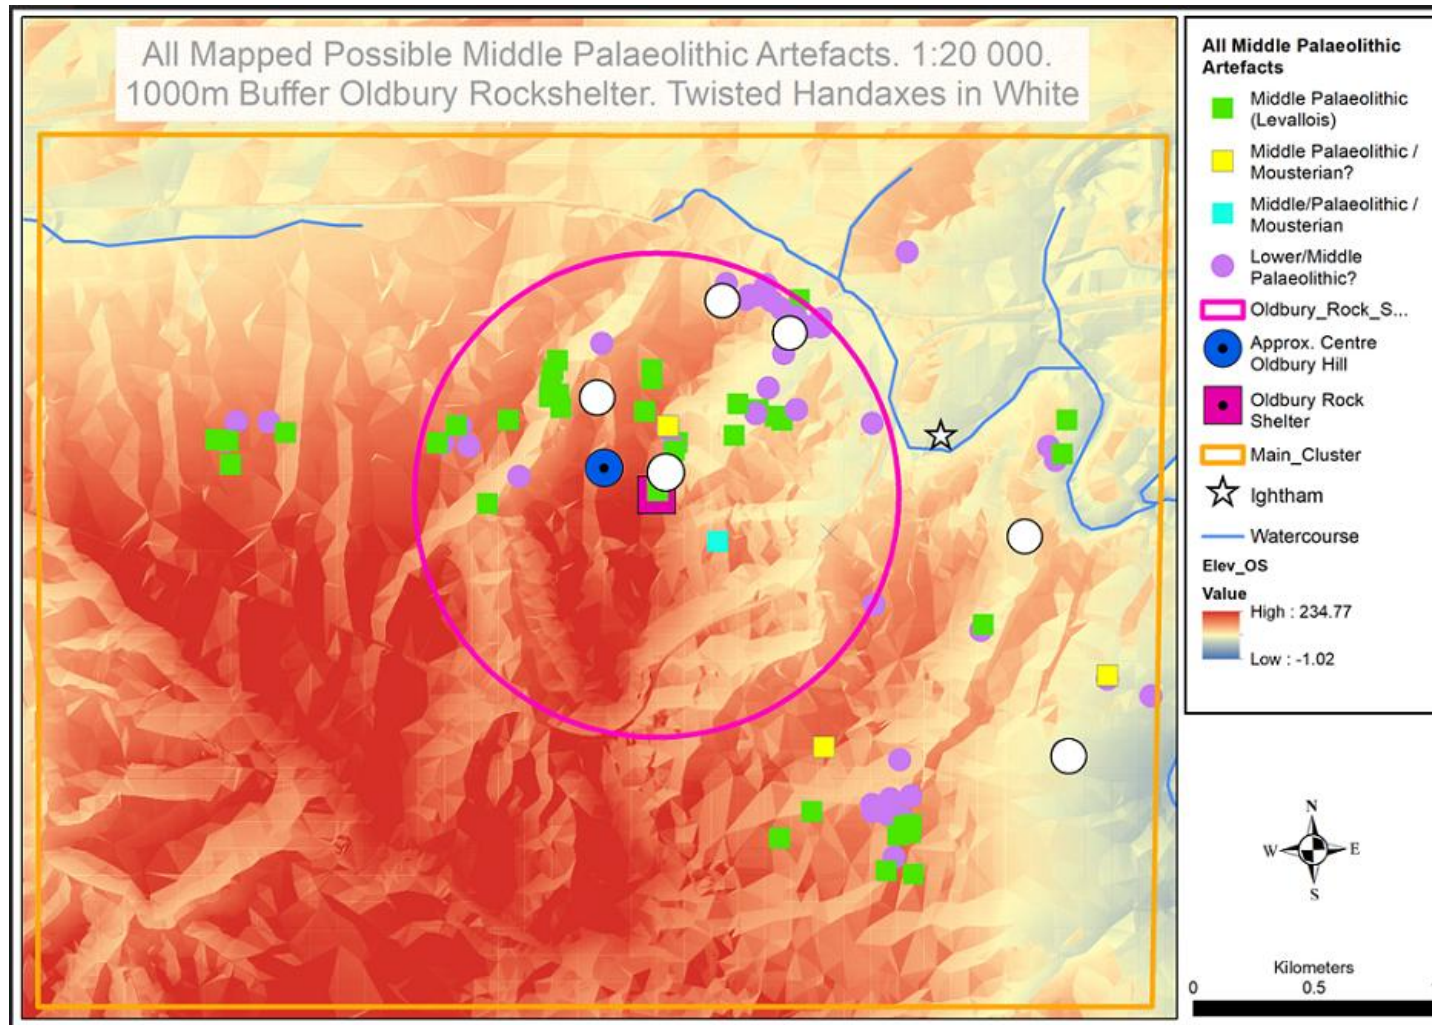 All Mapped Possible Middle Palaeolithic Artefacts. 1:20 000.
1000m Buffer Oldbury Rockshelter. Twisted Handaxes in White
All Middle Palaeolithic
Artefacts
Middle Palaeolithic
(Levallois)
Middle Palaeolithic /
Mousterian?
Middle/Palaeolithic /
Mousterian
Lower/Middle
Palaeolithic?
Oldbury_Rock_S...
Approx. Centre
Oldbury Hill
Oldbury Rock
Shelter
Main_Cluster
Ightham
Watercourse
Elev_OS
Value
High : 234.77
Low : -1.02
N
W E
S
Kilometers
0 0.5